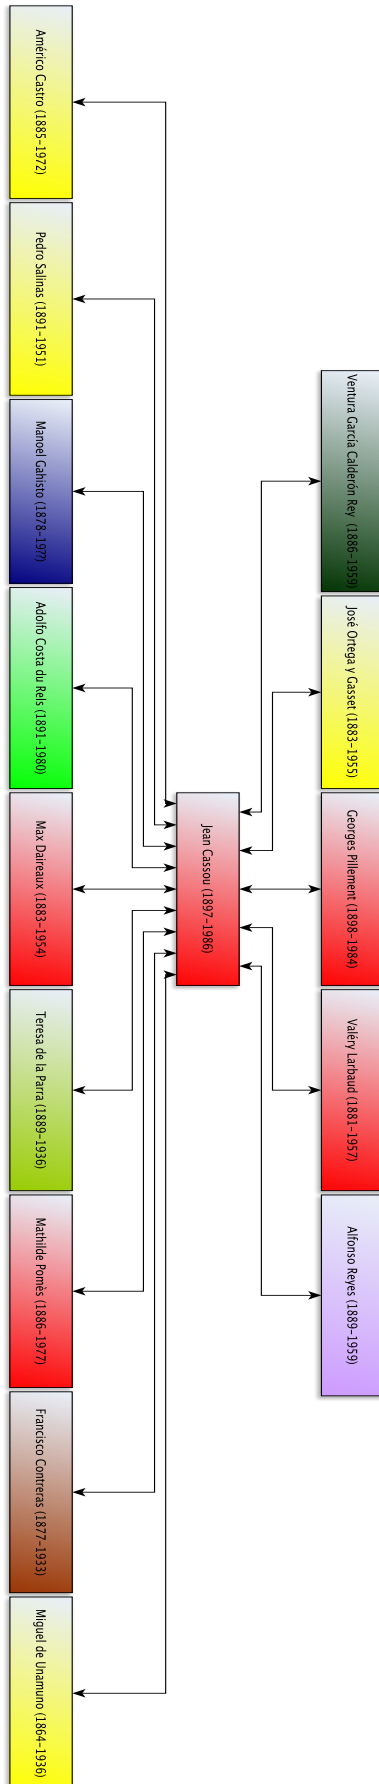 Ventura García Calderón Rey (1886-1959)
José Ortega y Gasset (1883-1955)
Georges Pillement (1898-1984)
Valéry Larbaud (1881-1957)
Alfonso Reyes (1889-1959)
Jean Cassou (1897-1986)
Américo Castro (1885-1972)
Pedro Salinas (1891-1951)
Manoel Gahisto (1878-19??)
Adolfo Costa du Rels (1891-1980)
Max Daireaux (1883-1954)
Teresa de la Parra (1889-1936)
Mathilde Pomès (1886-1977)
Francisco Contreras (1877-1933)
Miguel de Unamuno (1864-1936)